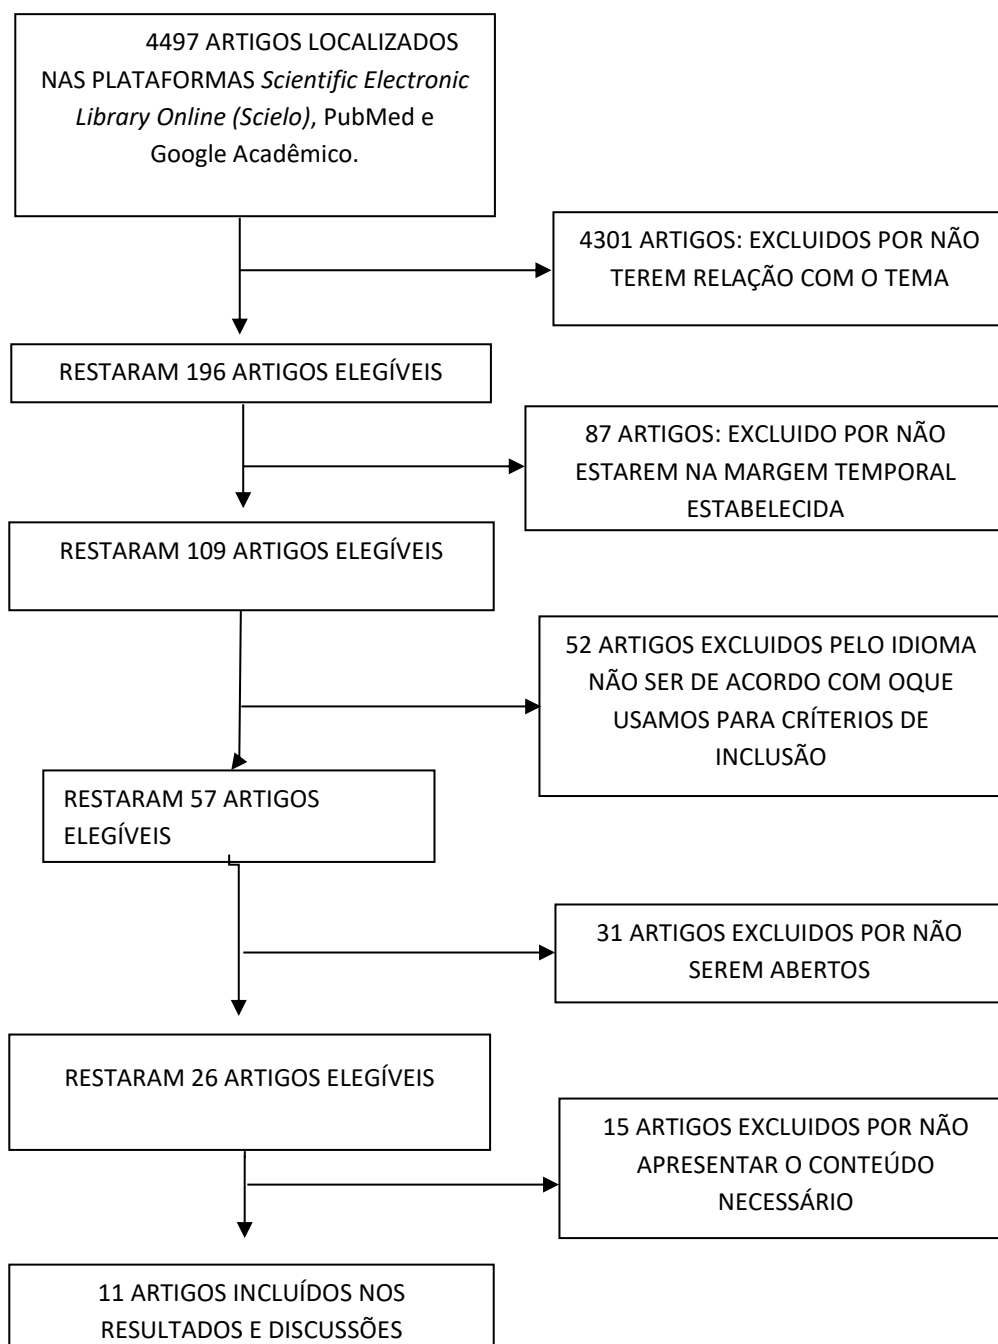 4497 ARTIGOS LOCALIZADOS
NAS PLATAFORMAS Scientific Electronic
Library Online (Scielo), PubMed e
Google Acadêmico.
4301 ARTIGOS: EXCLUIDOS POR NÃO
TEREM RELAÇÃO COM O TEMA
RESTARAM 196 ARTIGOS ELEGÍVEIS
87 ARTIGOS: EXCLUIDO POR NÃO
ESTAREM NA MARGEM TEMPORAL
ESTABELECIDA
RESTARAM 109 ARTIGOS ELEGÍVEIS
52 ARTIGOS EXCLUIDOS PELO IDIOMA
NÃO SER DE ACORDO COM OQUE
USAMOS PARA CRÍTERIOS DE
INCLUSÃO
RESTARAM 57 ARTIGOS
ELEGÍVEIS
31 ARTIGOS EXCLUIDOS POR NÃO
SEREM ABERTOS
RESTARAM 26 ARTIGOS ELEGÍVEIS
15 ARTIGOS EXCLUIDOS POR NÃO
APRESENTAR O CONTEÚDO
NECESSÁRIO
11 ARTIGOS INCLUÍDOS NOS
RESULTADOS E DISCUSSÕES